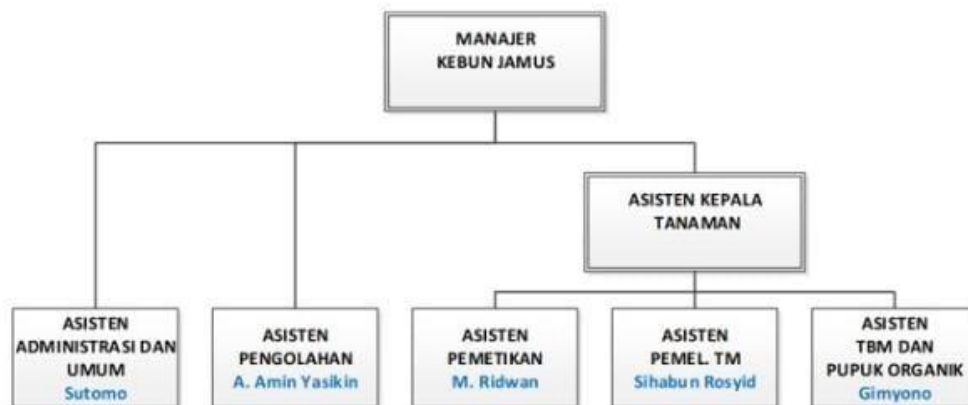 MANAJER
KEBUN JAMUS
ASISTEN KEPALA
TANAMAN
ASISTEN
ADMINISTRASI DAN
UMUM
Sutomo
ASISTEN
PENGOLAHAN
A. Amin Yasikin
ASISTEN
PEMETIKAN
M. Ridwan
ASISTEN
PEMEL. TM
Sihabun Rosyid
ASISTEN
TBM DAN
PUPUK ORGANIK
Gimyono